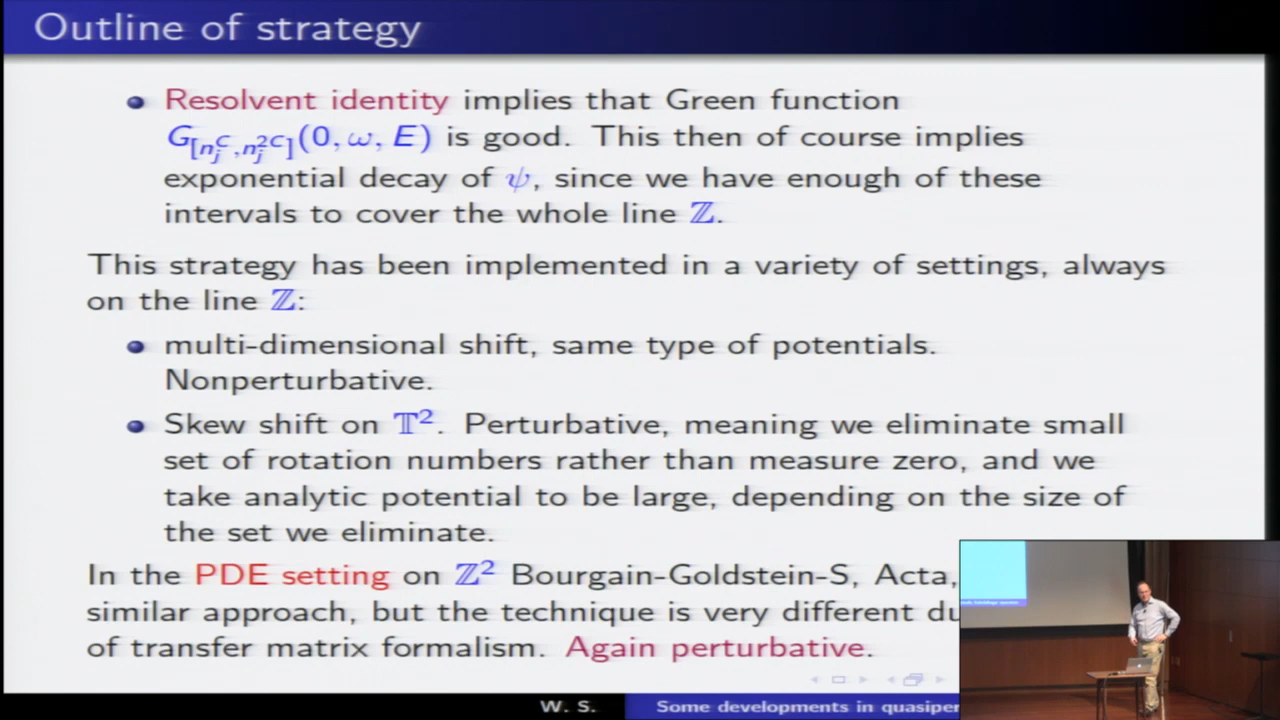 Outline of strategy
Resolvent identity implies that Green function
G[n_j^C, n_j^2C](0, ω, E) is good. This then of course implies
exponential decay of ψ, since we have enough of these
intervals to cover the whole line ℤ.
This strategy has been implemented in a variety of settings, always
on the line ℤ:
multi-dimensional shift, same type of potentials.
Nonperturbative.
Skew shift on 𝕋². Perturbative, meaning we eliminate small
set of rotation numbers rather than measure zero, and we
take analytic potential to be large, depending on the size of
the set we eliminate.
In the PDE setting on ℤ² Bourgain-Goldstein-S, Acta,
similar approach, but the technique is very different du
of transfer matrix formalism. Again perturbative.
W. S.
Some developments in quasiper